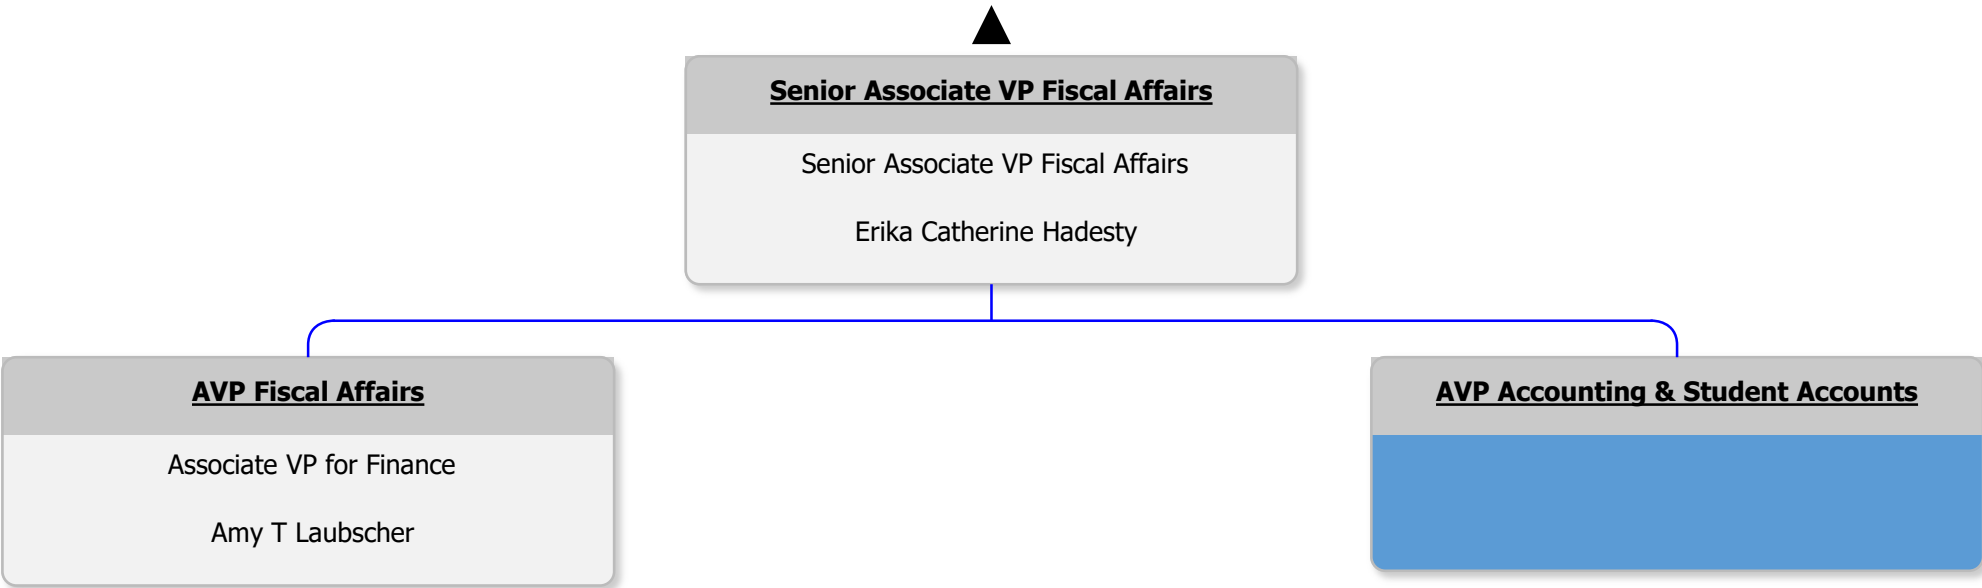 Senior Associate VP Fiscal Affairs
Senior Associate VP Fiscal Affairs
Erika Catherine Hadesty
AVP Fiscal Affairs
Associate VP for Finance
Amy T Laubscher
AVP Accounting & Student Accounts